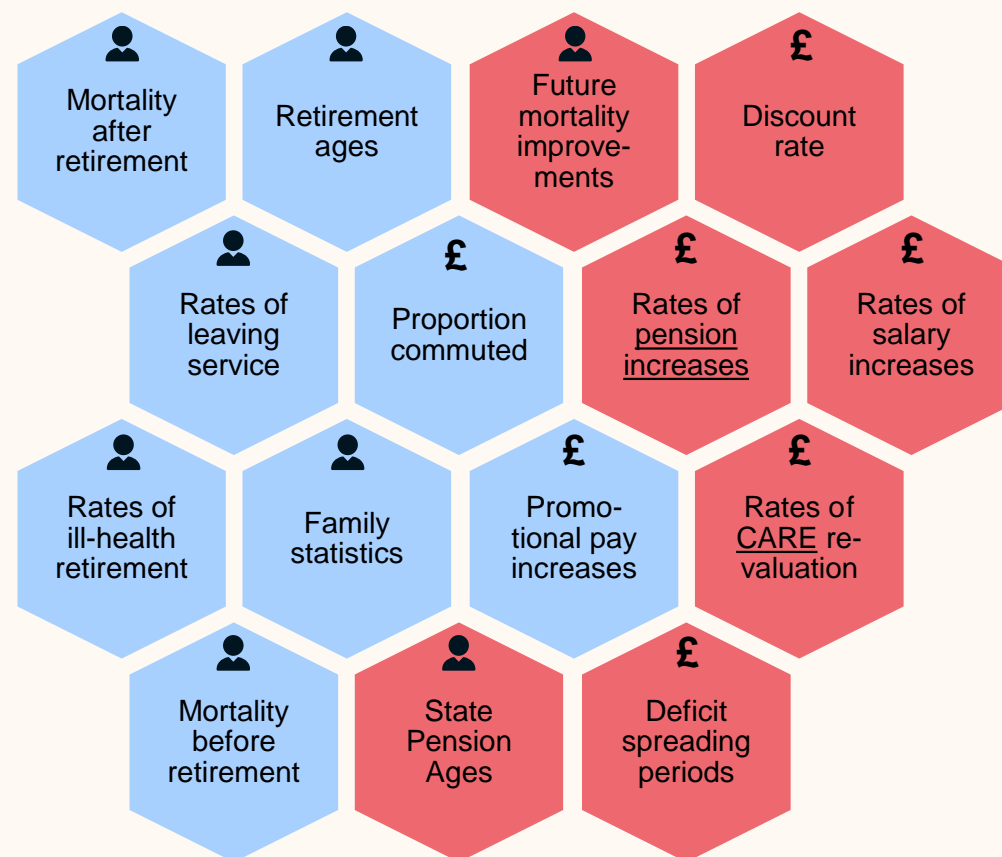 Mortality
after
retirement
Retirement
ages
Future
mortality
improve-
ments
£
Discount
rate
Rates of
leaving
service
£
Proportion
commuted
£
Rates of
pension
increases
£
Rates of
salary
increases
Rates of
ill-health
retirement
Family
statistics
£
Promo-
tional pay
increases
£
Rates of
CARE re-
valuation
Mortality
before
retirement
State
Pension
Ages
£
Deficit
spreading
periods